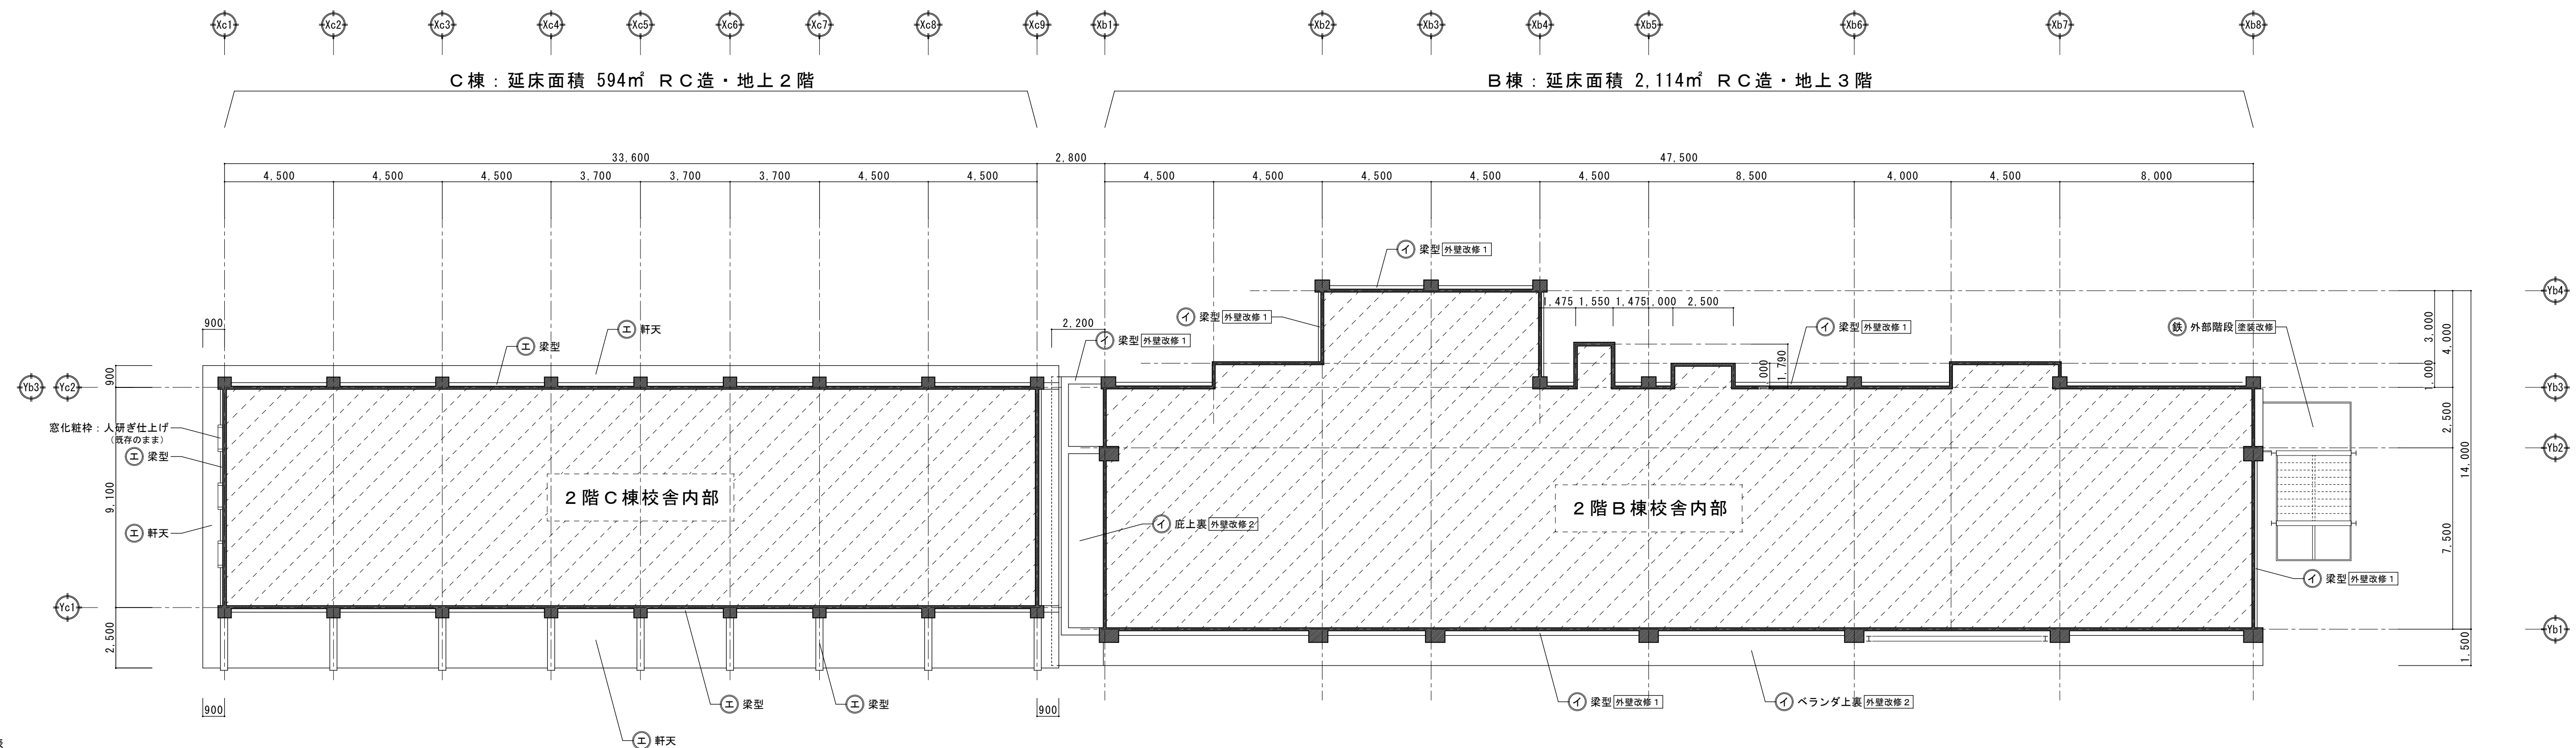 Xc1 Xc2 Xc3 Xc4 Xc5 Xc6 Xc7 Xc8 Xc9 Xb1 Xb2 Xb3 Xb4 Xb5 Xb6 Xb7 Xb8
C棟：延床面積 594㎡ ＲＣ造・地上２階
B棟：延床面積 2,114㎡ ＲＣ造・地上３階
33,600 2,800 47,500
4,500 4,500 4,500 3,700 3,700 3,700 4,500 4,500 4,500 4,500 4,500 4,500 4,500 8,500 4,000 4,500 8,000
イ 梁型 外壁改修１
Yb4
1,475 1,550 1,475 1,000 2,500
イ 梁型 外壁改修１
900
エ 軒天
2,200
イ 梁型 外壁改修１
イ 梁型 外壁改修１
鉄 外部階段 塗装改修
3,000
4,000
エ 梁型
900
1,790
1,000
Yb3 Yc2
Yb3
窓化粧枠：人研ぎ仕上げ
（既存のまま）
2,500
Yb2
エ 梁型
14,000
9,100
２階Ｃ棟校舎内部
２階Ｂ棟校舎内部
エ 軒天
イ 庇上裏 外壁改修２
7,500
イ 梁型 外壁改修１
Yc1
Yb1
2,500
1,500
900
エ 梁型
エ 梁型
900
イ 梁型 外壁改修１
イ ベランダ上裏 外壁改修２
エ 軒天